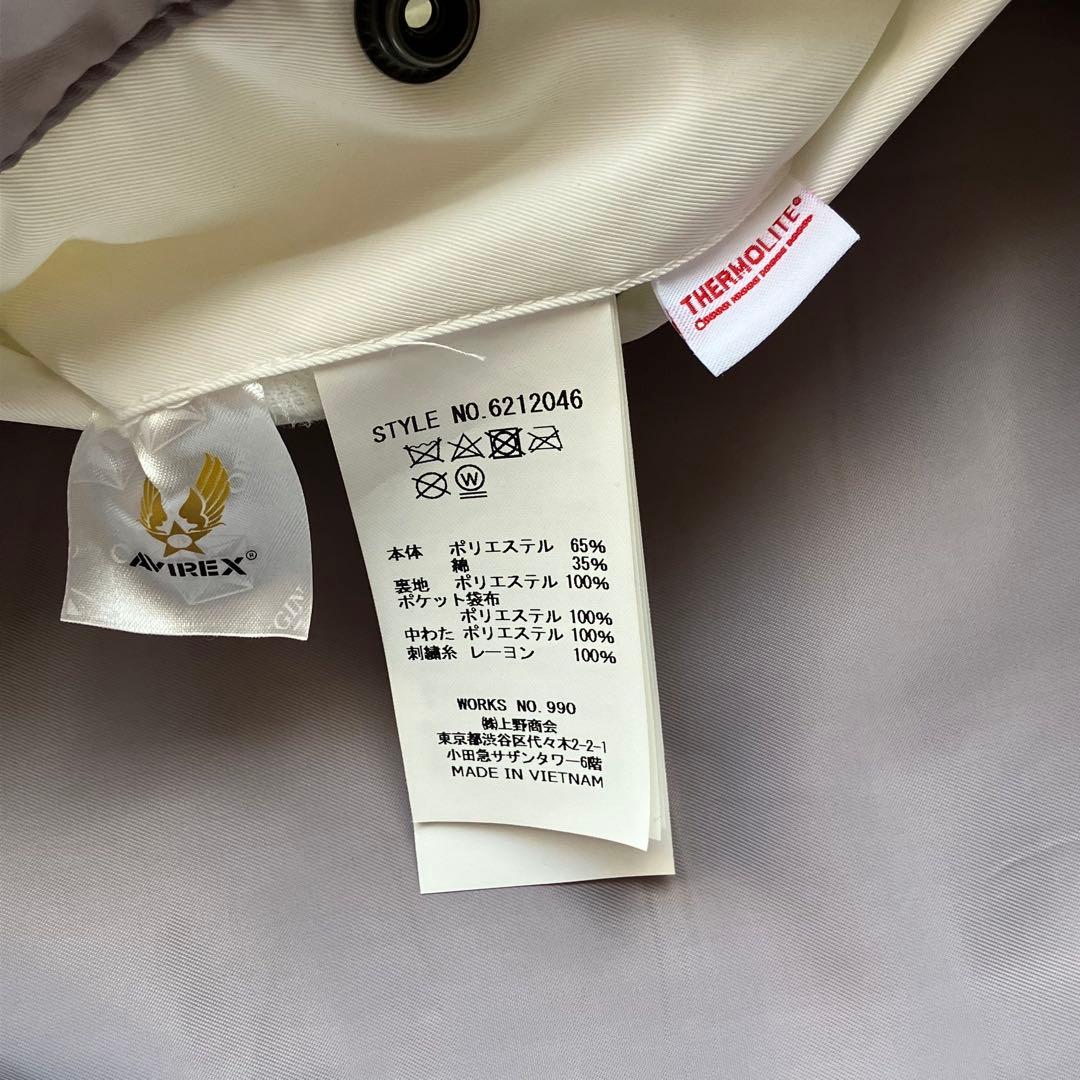 THERMOLITE®
STYLE NO.6212046
W
AVIREX®
GIN
本体 ポリエステル 65%
綿 35%
裏地 ポリエステル 100%
ポケット袋布
ポリエステル 100%
中わた ポリエステル 100%
刺繍糸 レーヨン 100%
WORKS NO.990
㈱上野商会
東京都渋谷区代々木2-2-1
小田急サザンタワー6階
MADE IN VIETNAM